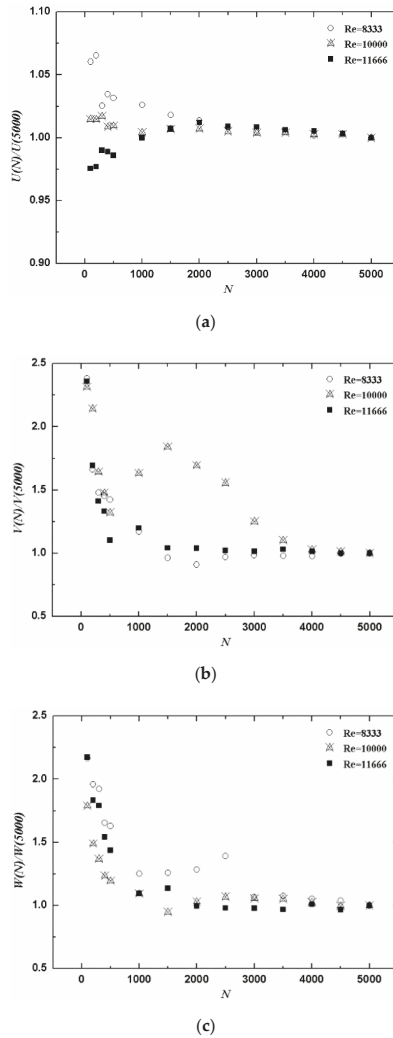 1.10
Re=8333
Re=10000
Re=11666
1.05
1.00
0.95
0.90
U(N)/U(5000)
0 1000 2000 3000 4000 5000
N
(a)
2.5
Re=8333
Re=10000
Re=11666
2.0
1.5
1.0
0.5
V(N)/V(5000)
0 1000 2000 3000 4000 5000
N
(b)
2.5
Re=8333
Re=10000
Re=11666
2.0
1.5
1.0
0.5
W(N)/W(5000)
0 1000 2000 3000 4000 5000
N
(c)